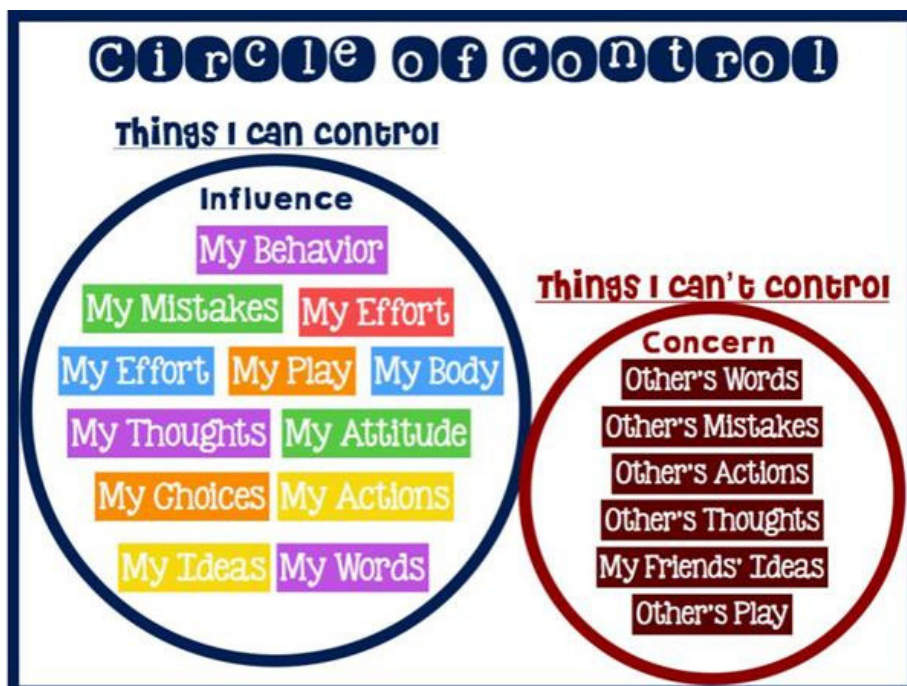 Circle of Control
Things I can control
Influence
My Behavior
My Mistakes My Effort
My Effort My Play My Body
My Thoughts My Attitude
My Choices My Actions
My Ideas My Words
Things I can't control
Concern
Other's Words
Other's Mistakes
Other's Actions
Other's Thoughts
My Friends' Ideas
Other's Play